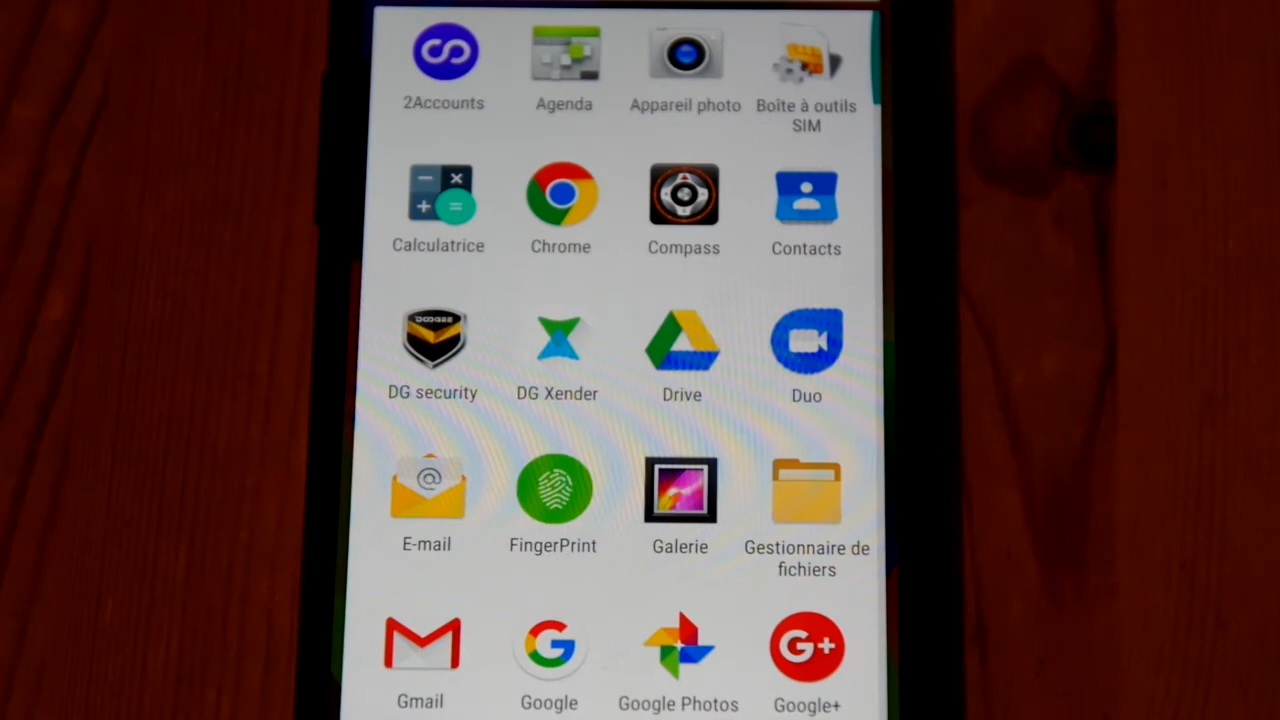 2Accounts
Agenda
Appareil photo
Boîte à outils
SIM
Calculatrice
Chrome
Compass
Contacts
DOOGEE
DG security
DG Xender
Drive
Duo
@
E-mail
FingerPrint
Galerie
Gestionnaire de
fichiers
G
G+
Gmail
Google
Google Photos
Google+